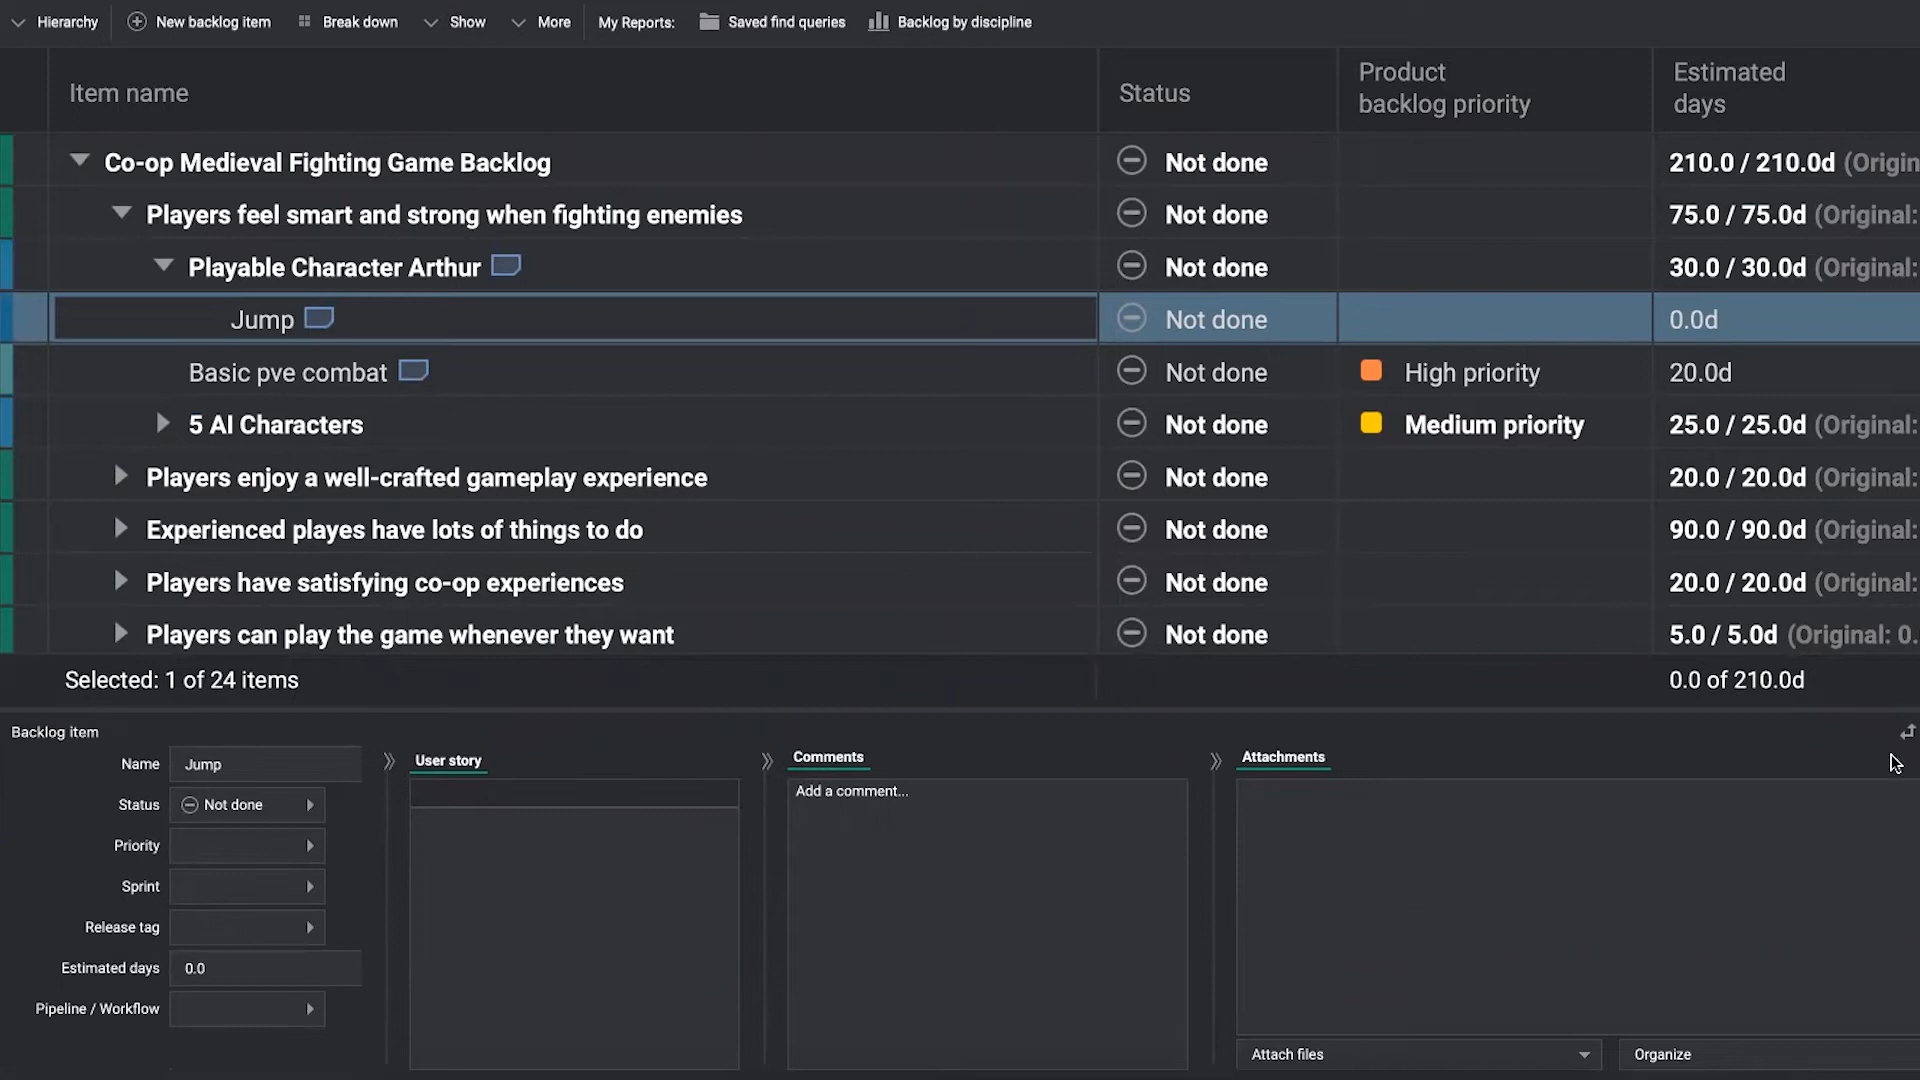 Hierarchy New backlog item Break down Show More My Reports: Saved find queries Backlog by discipline
Item name Status Product backlog priority Estimated days
Co-op Medieval Fighting Game Backlog Not done 210.0 / 210.0d (Origin
Players feel smart and strong when fighting enemies Not done 75.0 / 75.0d (Original:
Playable Character Arthur Not done 30.0 / 30.0d (Original:
Jump Not done 0.0d
Basic pve combat Not done High priority 20.0d
5 AI Characters Not done Medium priority 25.0 / 25.0d (Original:
Players enjoy a well-crafted gameplay experience Not done 20.0 / 20.0d (Original:
Experienced playes have lots of things to do Not done 90.0 / 90.0d (Original:
Players have satisfying co-op experiences Not done 20.0 / 20.0d (Original:
Players can play the game whenever they want Not done 5.0 / 5.0d (Original: 0.
Selected: 1 of 24 items 0.0 of 210.0d
Backlog item
Name Jump
Status Not done
Priority
Sprint
Release tag
Estimated days 0.0
Pipeline / Workflow
User story
Comments
Add a comment...
Attachments
Attach files Organize